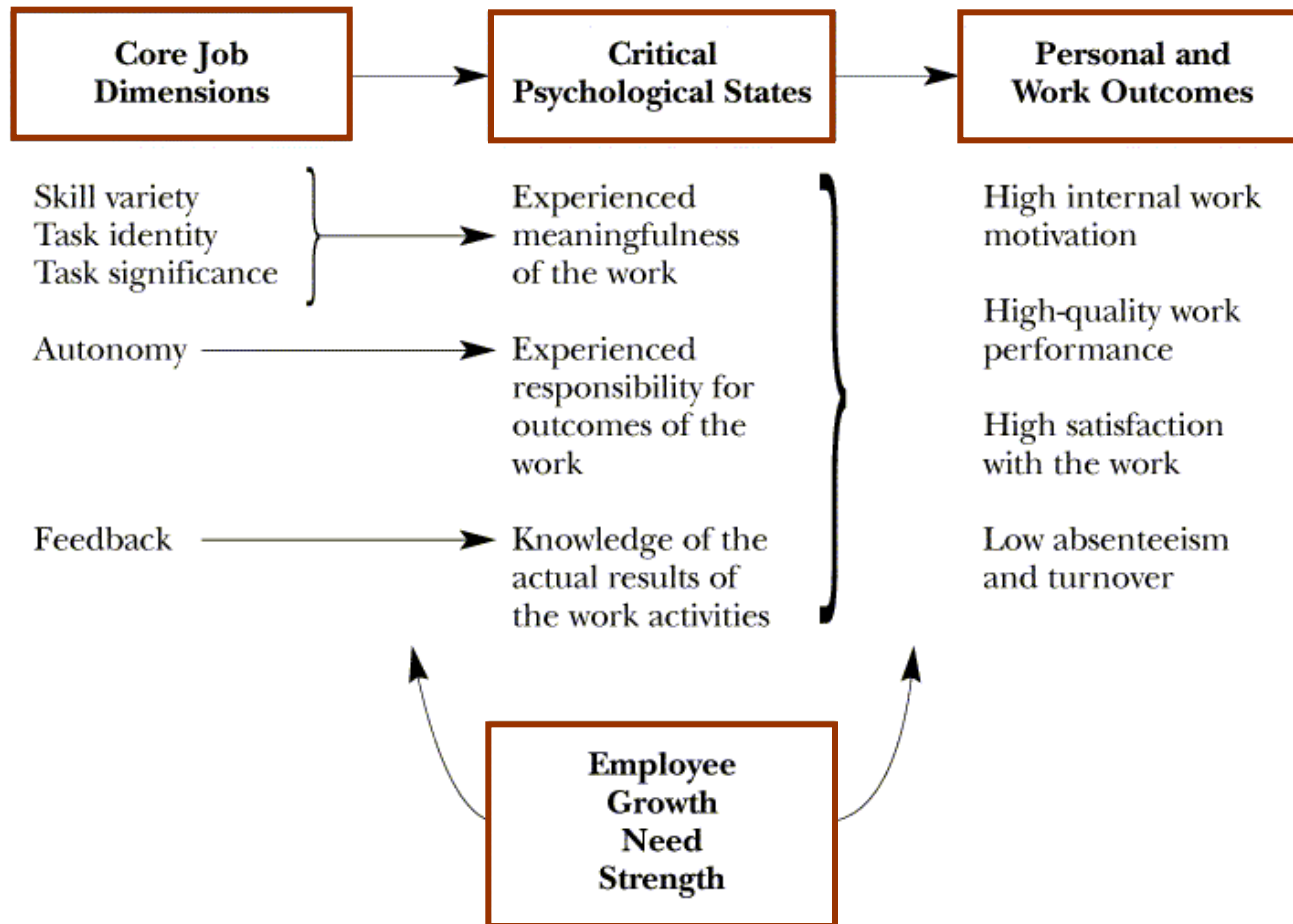 Core Job
Dimensions
Critical
Psychological States
Personal and
Work Outcomes
Skill variety
Task identity
Task significance
Experienced
meaningfulness
of the work
High internal work
motivation
Autonomy
Experienced
responsibility for
outcomes of the
work
High-quality work
performance
High satisfaction
with the work
Feedback
Knowledge of the
actual results of
the work activities
Low absenteeism
and turnover
Employee
Growth
Need
Strength